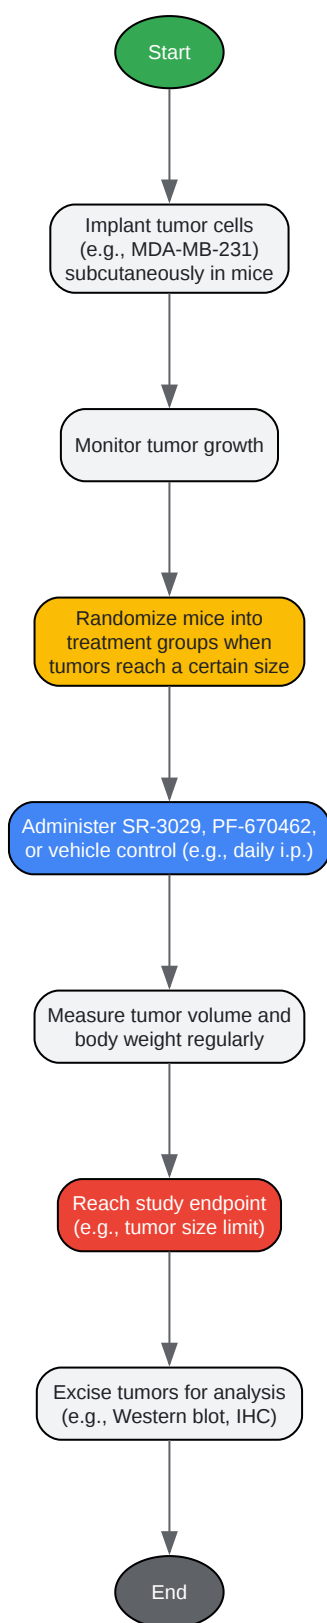 Start
Implant tumor cells
(e.g., MDA-MB-231)
subcutaneously in mice
Monitor tumor growth
Randomize mice into
treatment groups when
tumors reach a certain size
Administer SR-3029, PF-670462,
or vehicle control (e.g., daily i.p.)
Measure tumor volume and
body weight regularly
Reach study endpoint
(e.g., tumor size limit)
Excise tumors for analysis
(e.g., Western blot, IHC)
End